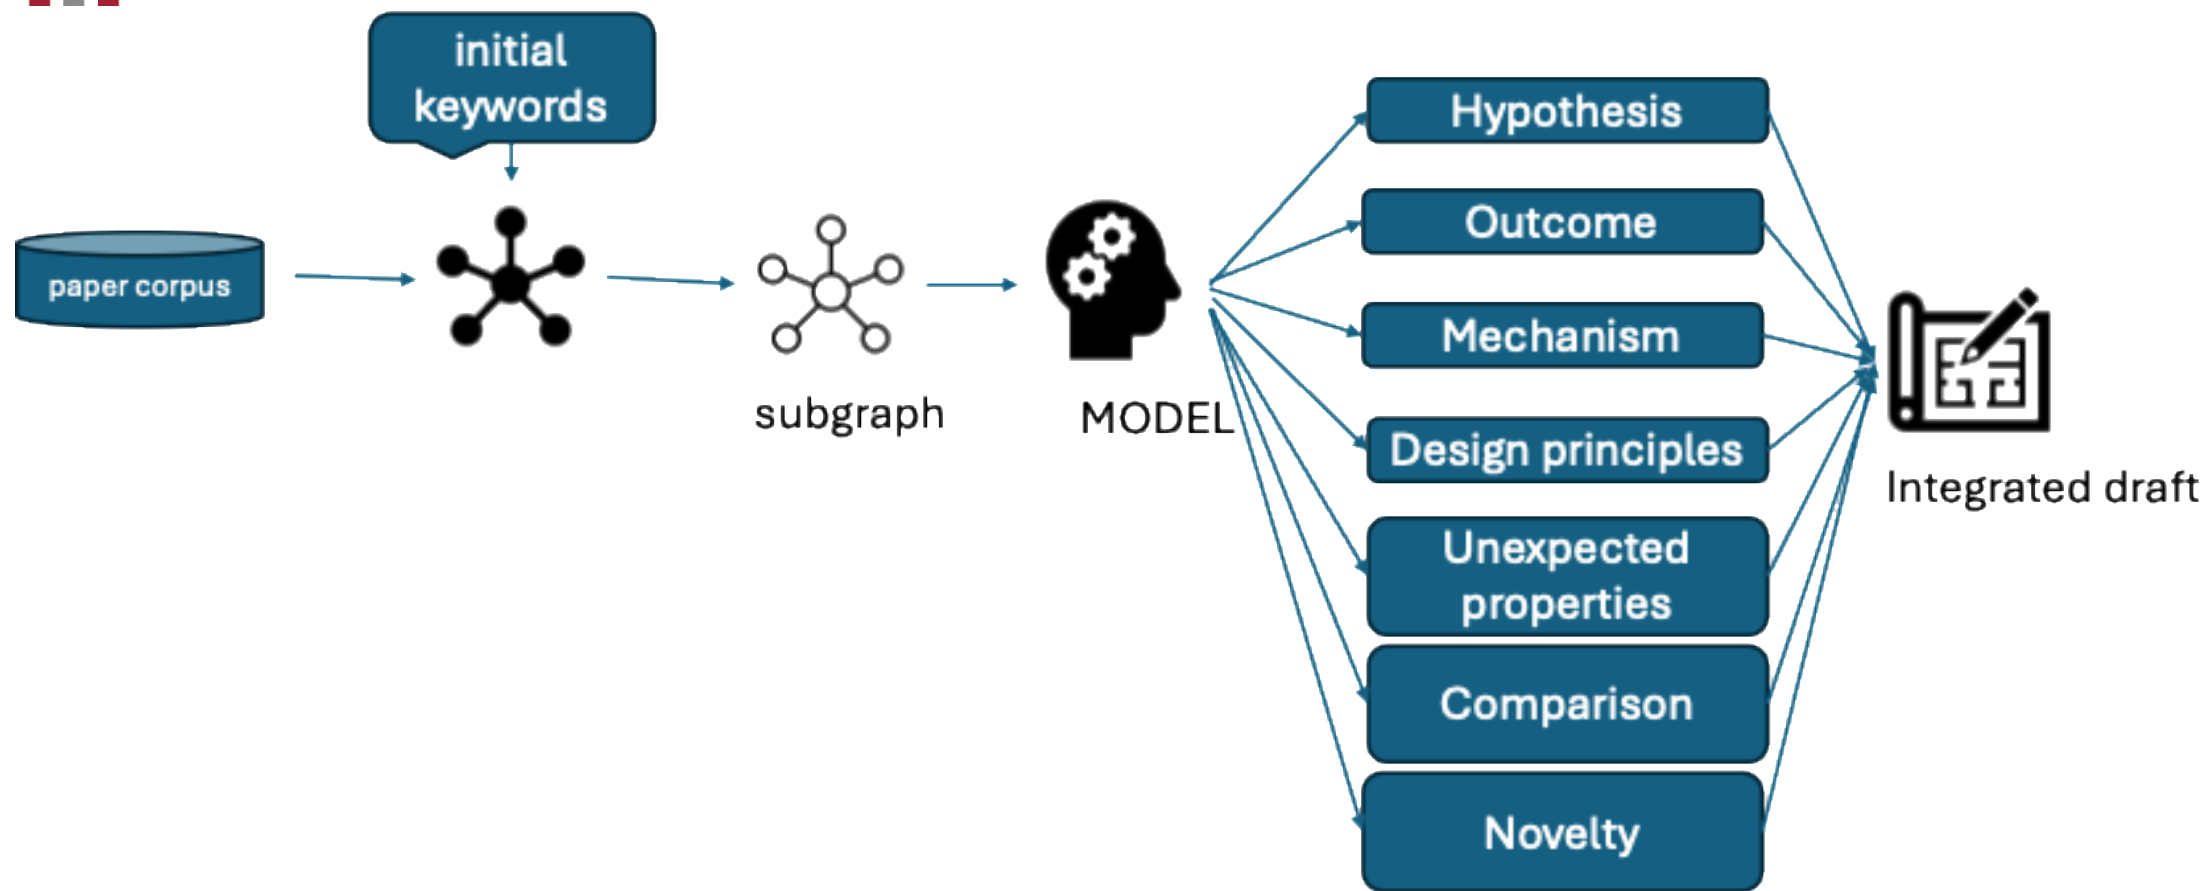 initial
keywords
paper corpus
subgraph
MODEL
Hypothesis
Outcome
Mechanism
Design principles
Unexpected
properties
Comparison
Novelty
Integrated draft